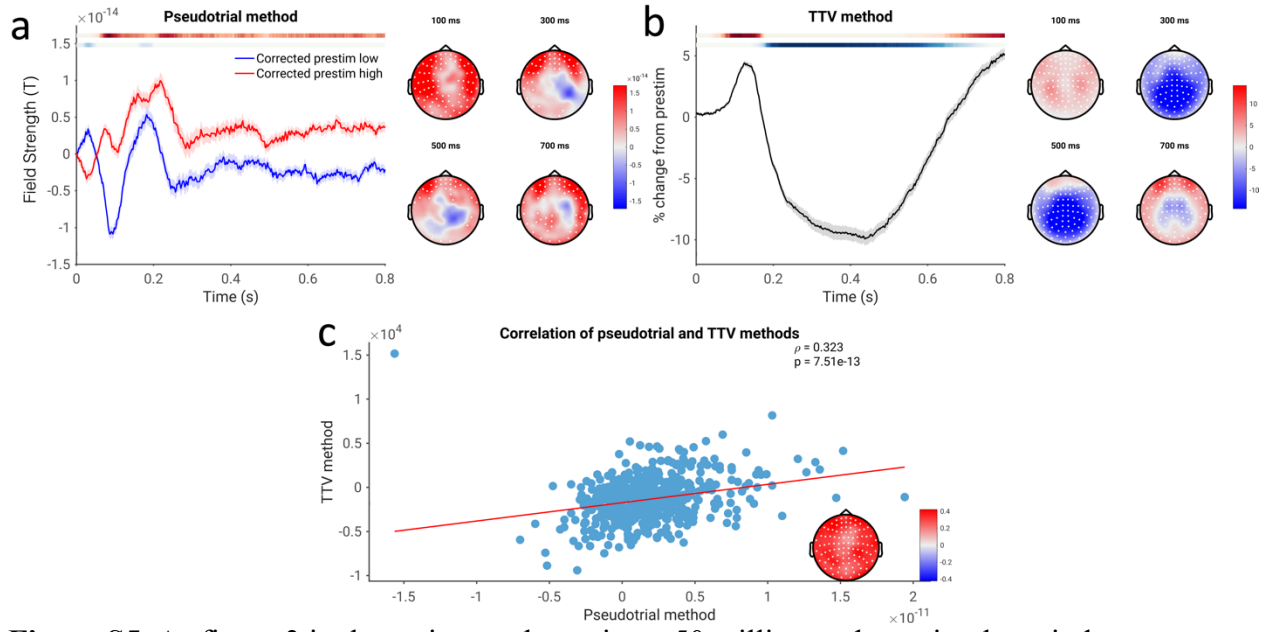 a
Pseudotrial method
×10⁻¹⁴
1.5
1
0.5
0
-0.5
-1
-1.5
Field Strength (T)
Corrected prestim low
Corrected prestim high
0
0.2
0.4
0.6
0.8
Time (s)
100 ms
300 ms
500 ms
700 ms
×10⁻¹⁴
1.5
1
0.5
0
-0.5
-1
-1.5
b
TTV method
5
0
-5
-10
% change from prestim
0
0.2
0.4
0.6
0.8
Time (s)
100 ms
300 ms
500 ms
700 ms
10
5
0
-5
-10
c
Correlation of pseudotrial and TTV methods
×10⁴
ρ = 0.323
p = 7.51e-13
1.5
1
0.5
0
-0.5
-1
TTV method
0.4
0.2
0
-0.2
-0.4
-1.5
-1
-0.5
0
0.5
1
1.5
2
Pseudotrial method
×10⁻¹¹